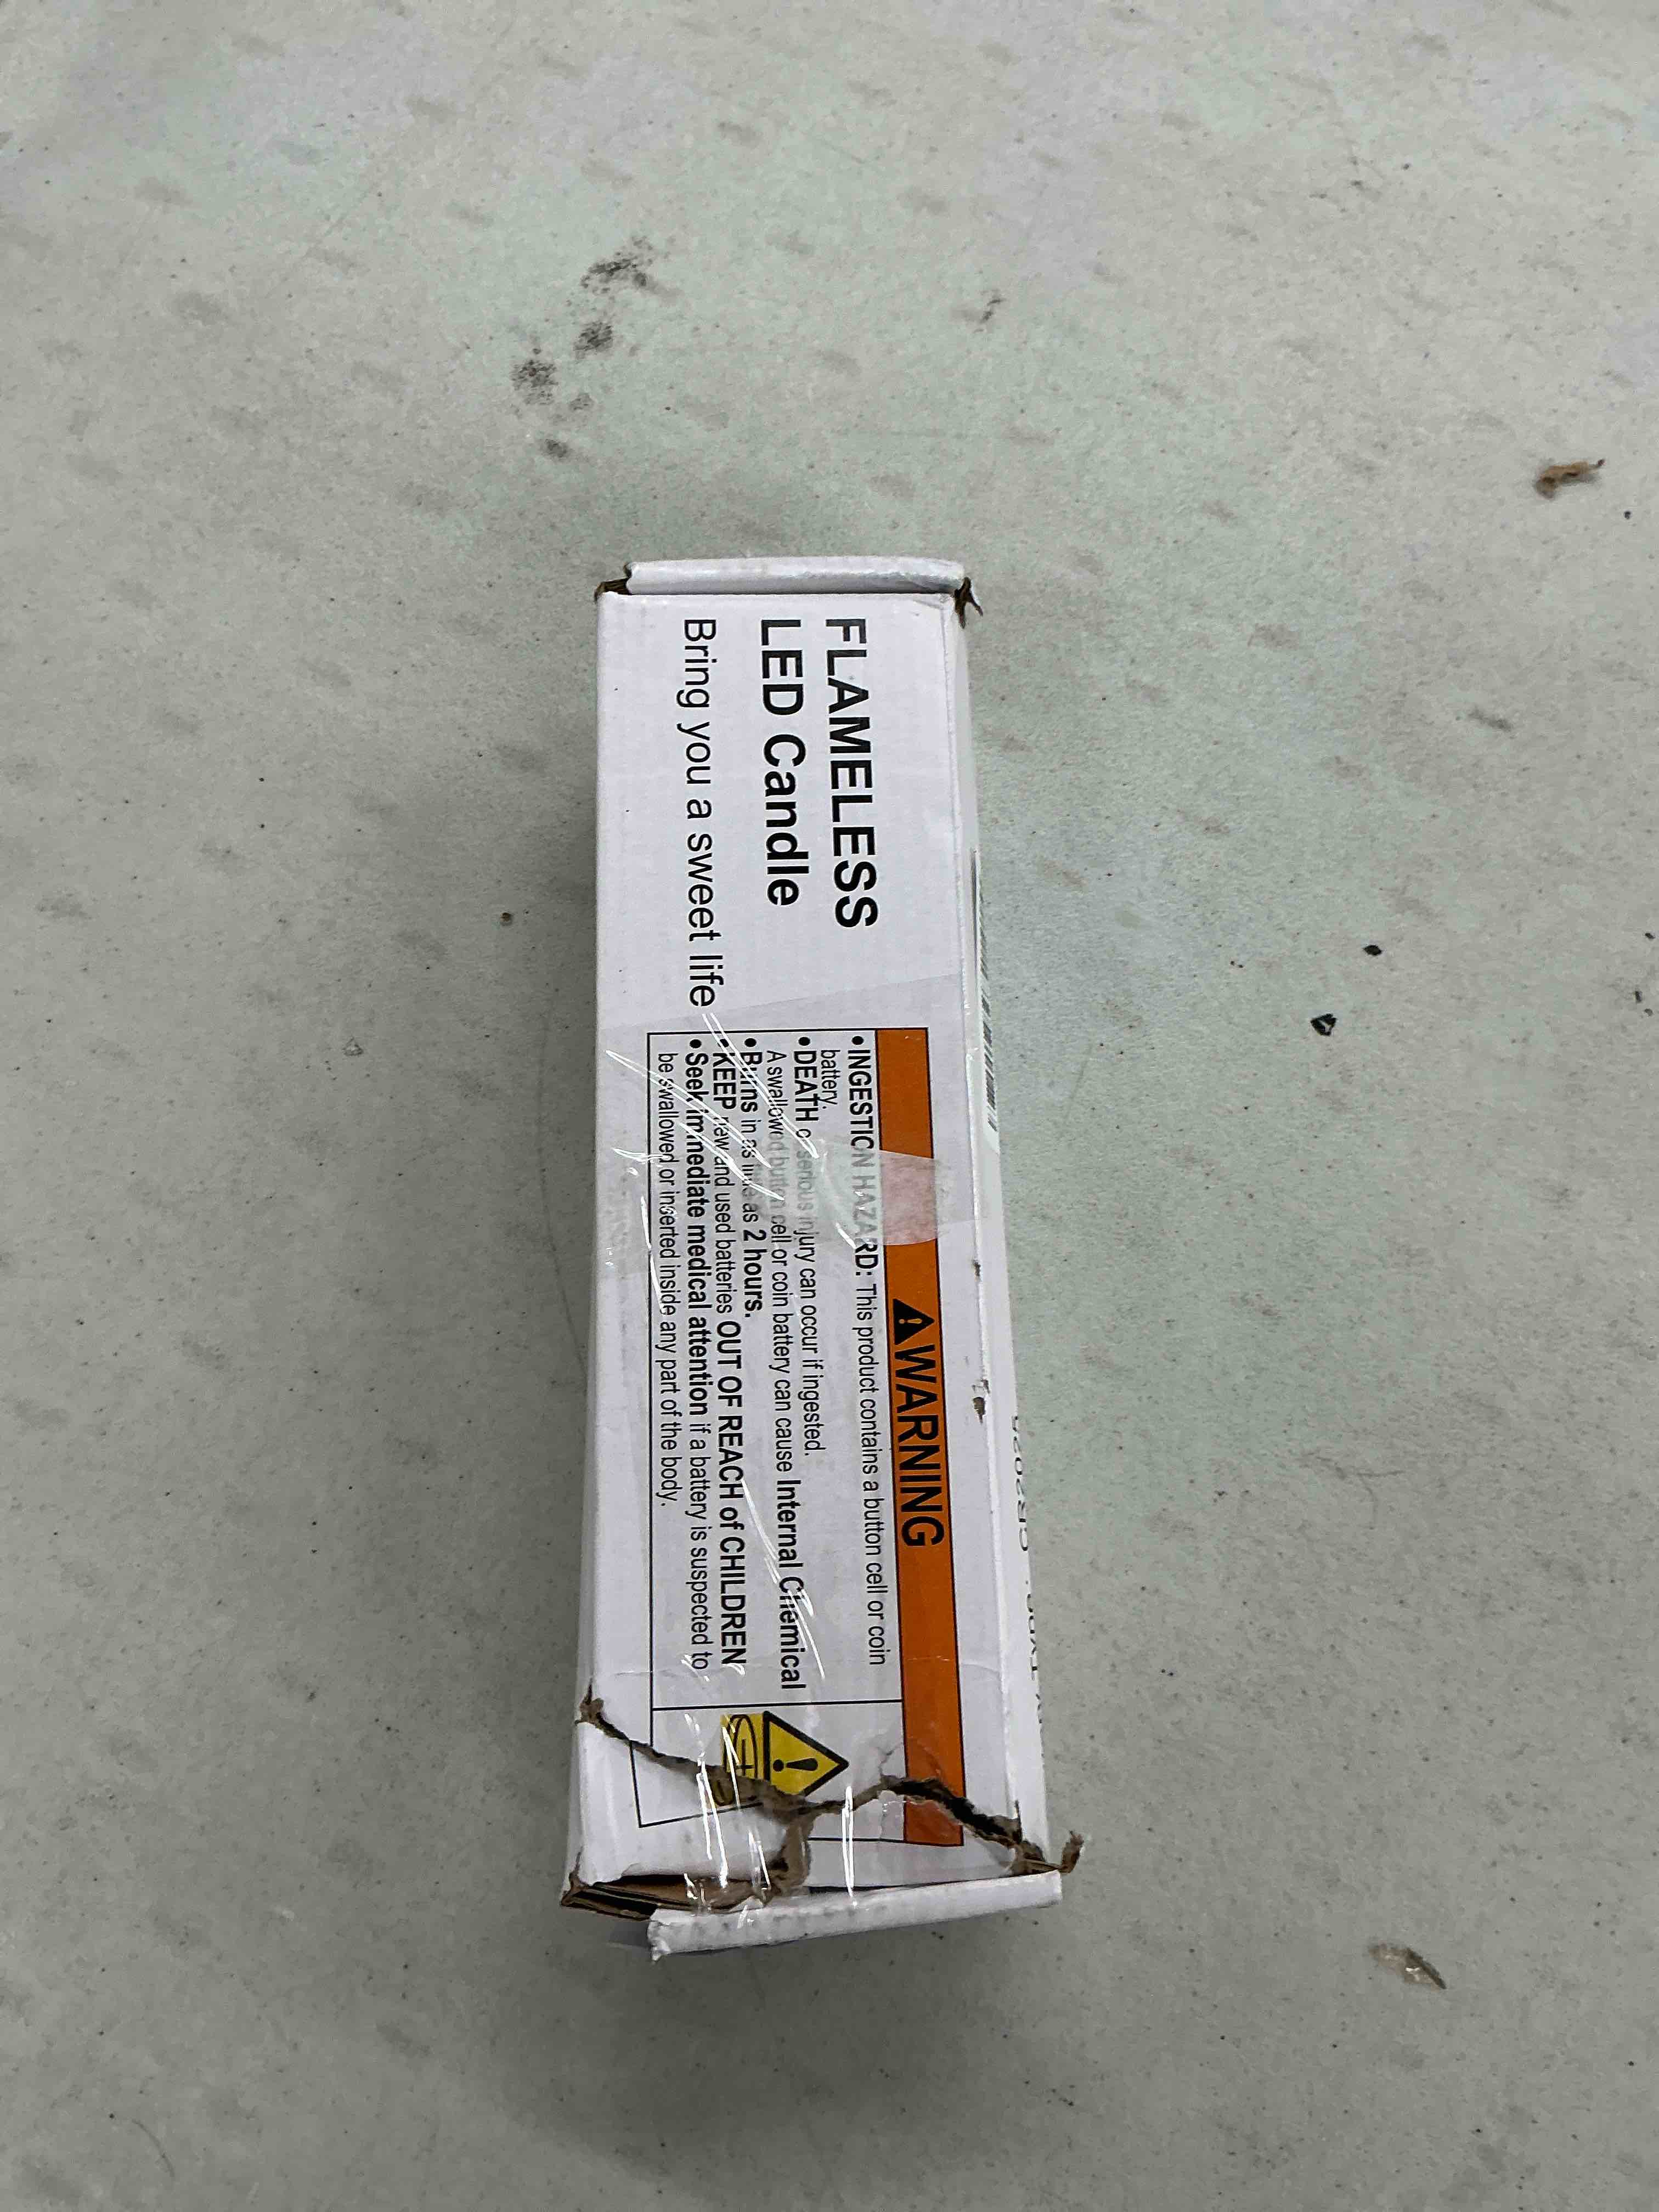 FLAMELESS
LED Candle
Bring you a sweet life
WARNING
• INGESTION HAZARD: This product contains a button cell or coin
battery.
• DEATH or serious injury can occur if ingested.
A swallowed button cell or coin battery can cause Internal Chemical
• Burns in as little as 2 hours.
• KEEP new and used batteries OUT OF REACH of CHILDREN
• Seek immediate medical attention if a battery is suspected to
be swallowed or inserted inside any part of the body.